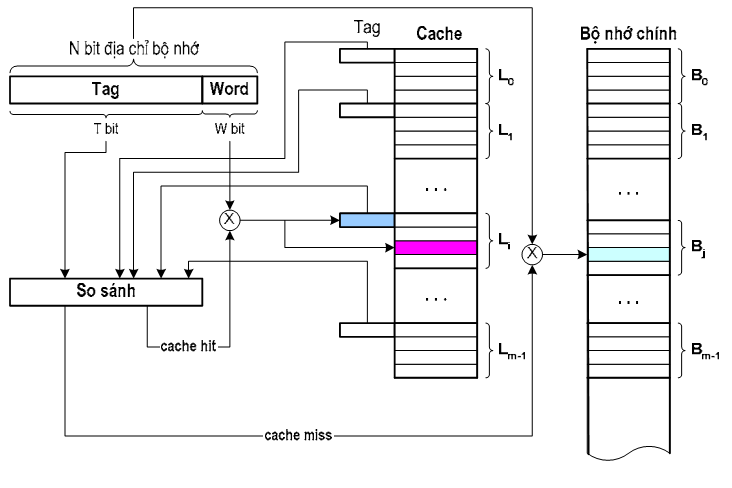 N bit địa chỉ bộ nhớ
Tag
Word
T bit
W bit
Tag
Cache
Bộ nhớ chính
L0
L1
...
Li
...
Lm-1
B0
B1
...
Bj
...
Bm-1
X
X
So sánh
cache hit
cache miss